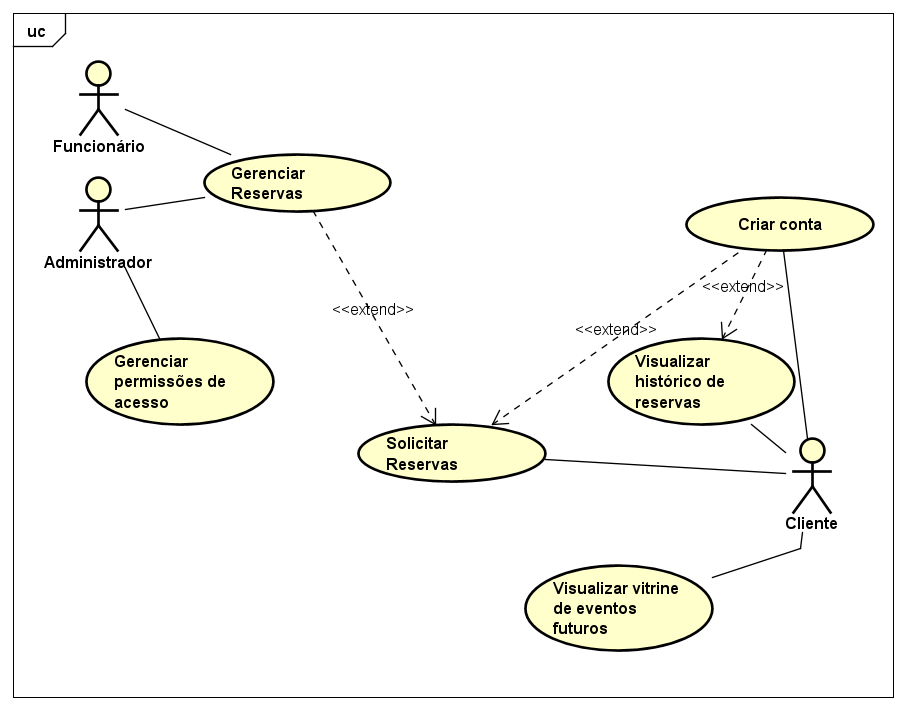 uc
Funcionário
Gerenciar
Reservas
Administrador
Criar conta
<<extend>>
<<extend>>
<<extend>>
Gerenciar
permissões de
acesso
Visualizar
histórico de
reservas
Solicitar
Reservas
Cliente
Visualizar vitrine
de eventos
futuros